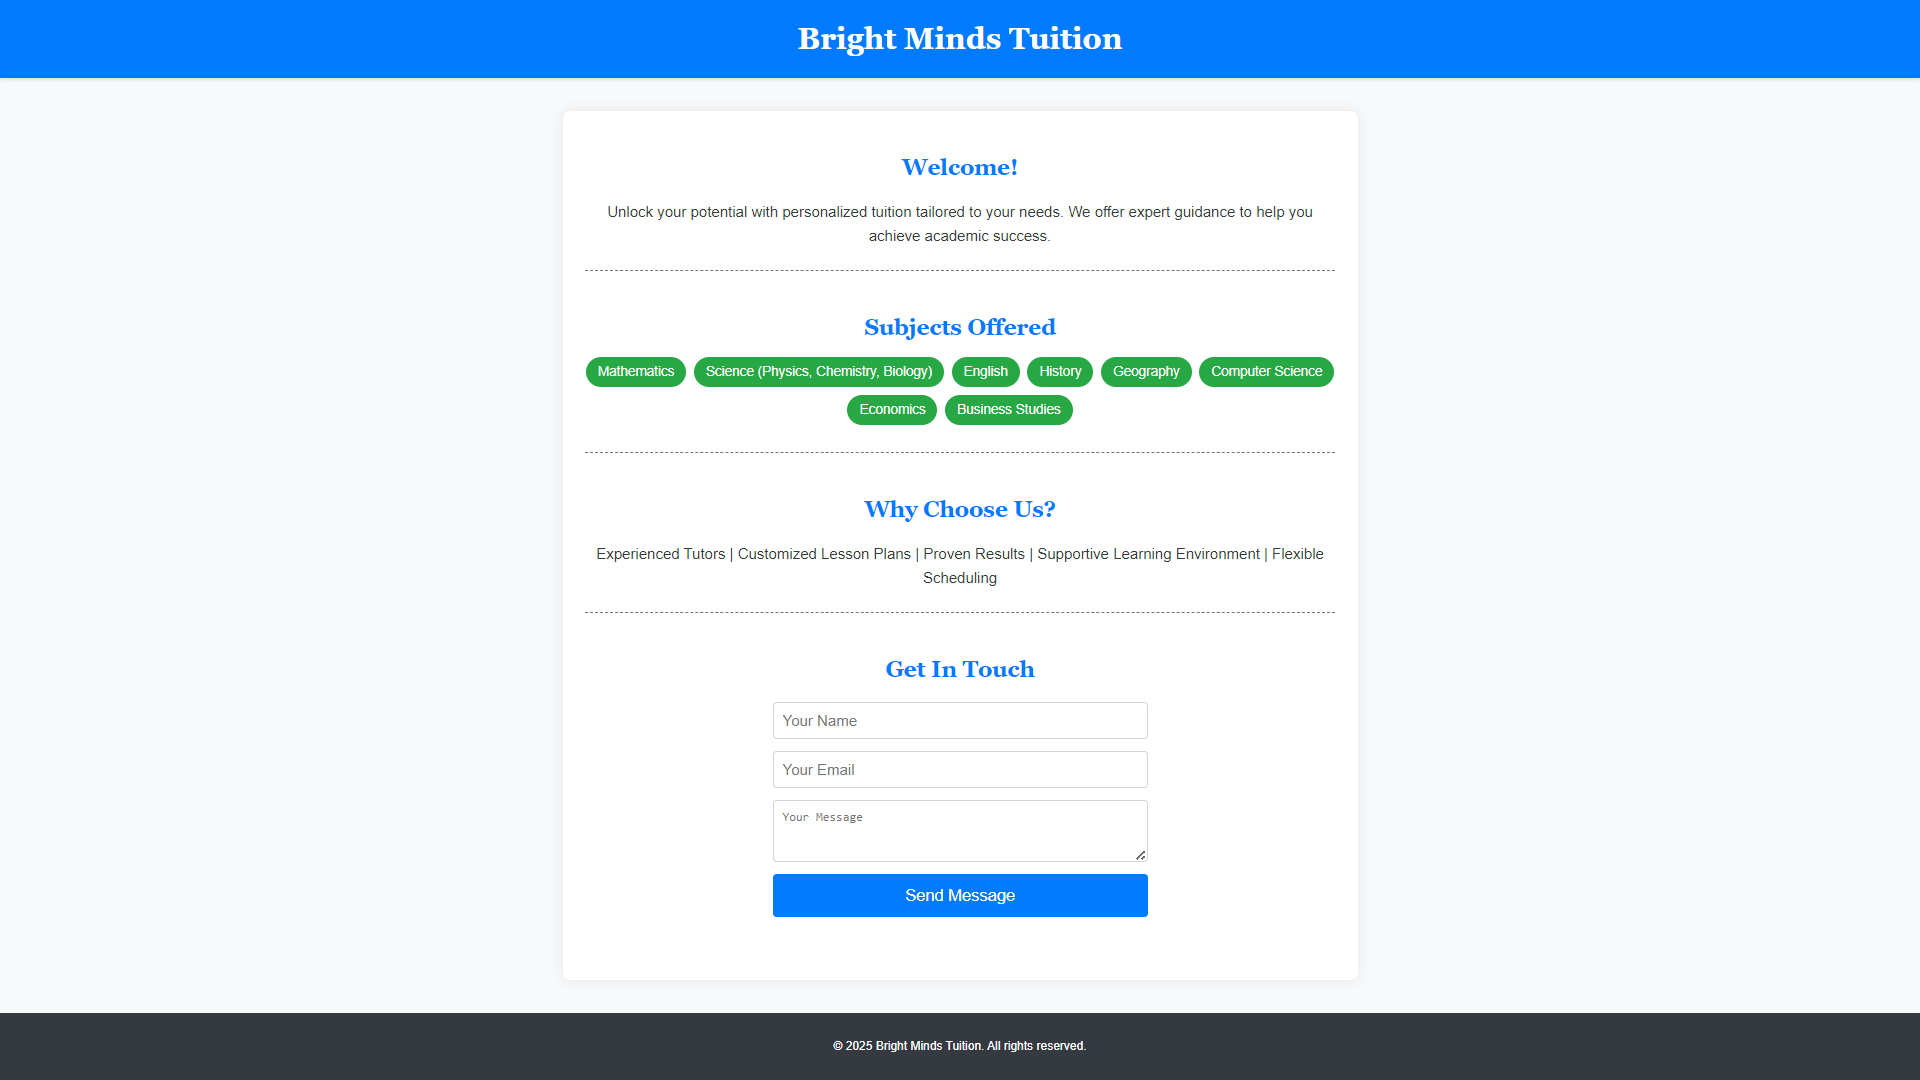 Bright Minds Tuition
Welcome!
Unlock your potential with personalized tuition tailored to your needs. We offer expert guidance to help you
achieve academic success.
Subjects Offered
Mathematics Science (Physics, Chemistry, Biology) English History Geography Computer Science
Economics Business Studies
Why Choose Us?
Experienced Tutors | Customized Lesson Plans | Proven Results | Supportive Learning Environment | Flexible
Scheduling
Get In Touch
Your Name
Your Email
Your Message
Send Message
© 2025 Bright Minds Tuition. All rights reserved.